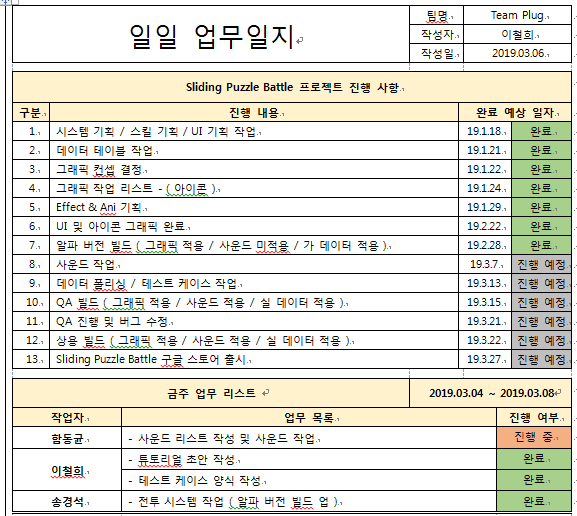 일일 업무일지
팀명 Team Plug
작성자 이철희
작성일 2019.03.06
Sliding Puzzle Battle 프로젝트 진행 사항
구분 진행 내용 완료 예상 일자
1. 시스템 기획 / 스킬 기획 / UI 기획 작업 19.1.18 완료
2. 데이터 테이블 작업 19.1.21 완료
3. 그래픽 컨셉 결정 19.1.22 완료
4. 그래픽 작업 리스트 - ( 아이콘 ) 19.1.24 완료
5. Effect & Ani 기획 19.1.29 완료
6. UI 및 아이콘 그래픽 완료 19.2.22 완료
7. 알파 버전 빌드 ( 그래픽 적용 / 사운드 미적용 / 가 데이터 적용 ) 19.2.28 완료
8. 사운드 작업 19.3.7 진행 예정
9. 데이터 폴리싱 / 테스트 케이스 작업 19.3.13 진행 예정
10. QA 빌드 ( 그래픽 적용 / 사운드 적용 / 실 데이터 적용 ) 19.3.15 진행 예정
11. QA 진행 및 버그 수정 19.3.21 진행 예정
12. 상용 빌드 ( 그래픽 적용 / 사운드 적용 / 실 데이터 적용 ) 19.3.22 진행 예정
13. Sliding Puzzle Battle 구글 스토어 출시 19.3.27 진행 예정
금주 업무 리스트 2019.03.04 ~ 2019.03.08
작업자 업무 목록 진행 여부
함동균 - 사운드 리스트 작성 및 사운드 작업 진행 중
이철희 - 튜토리얼 초안 작성 완료
- 테스트 케이스 양식 작성 완료
송경석 - 전투 시스템 작업 ( 알파 버전 빌드 업 ) 완료